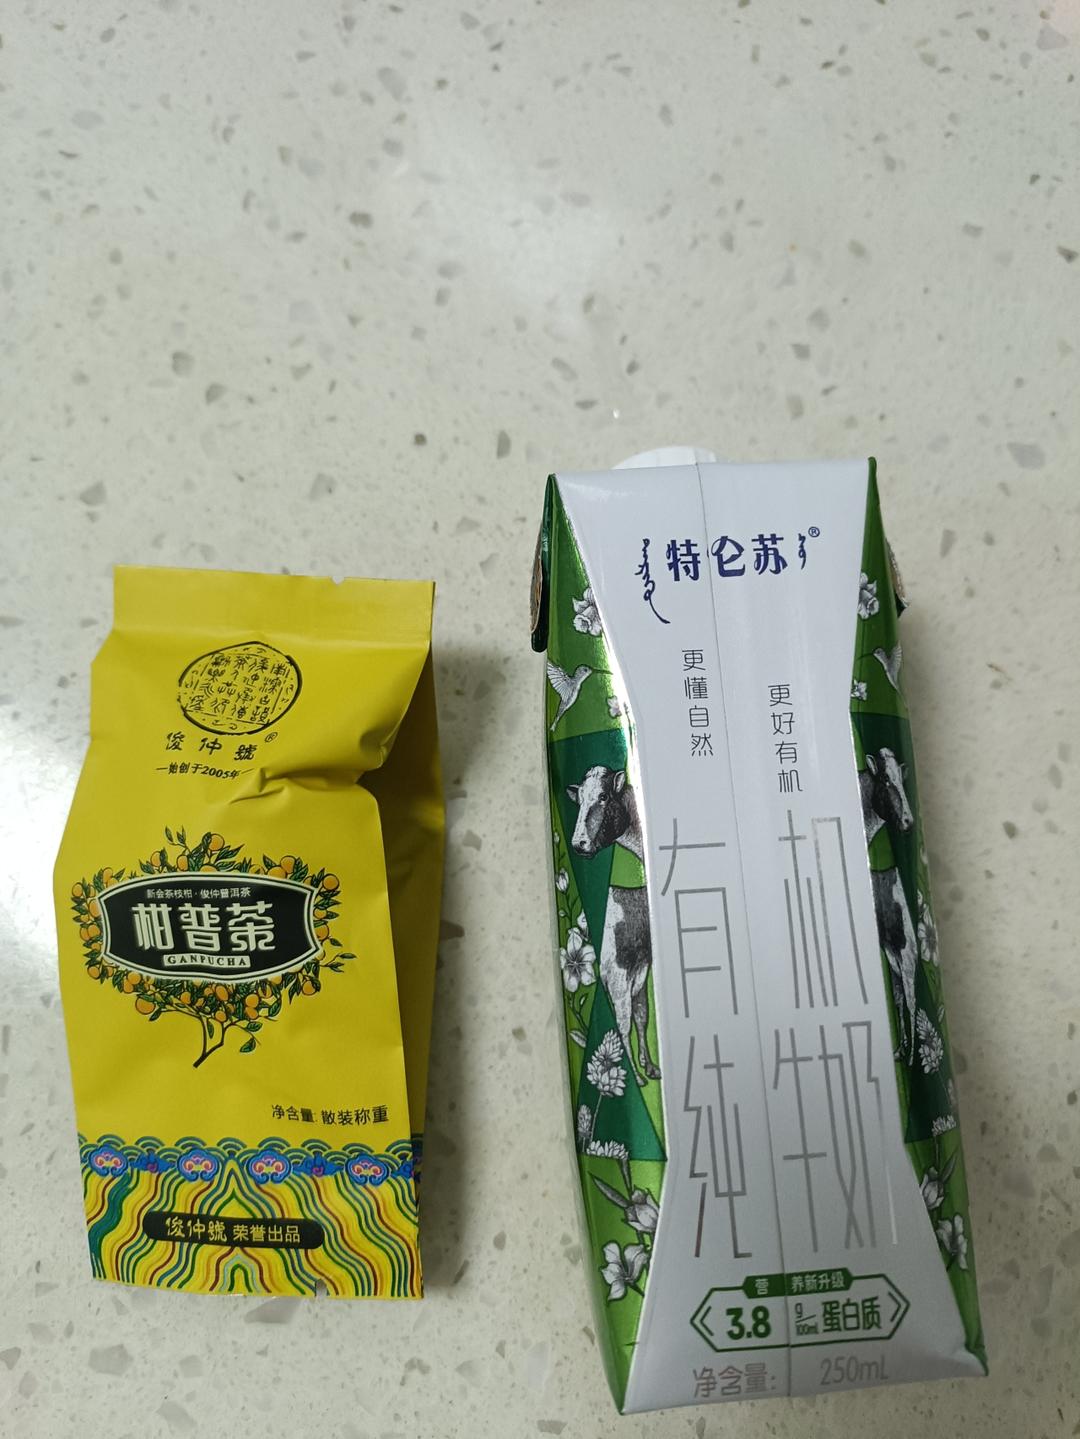 俊仲號®
始创于2005年
新会茶枝柑·俊仲普洱茶
柑普茶
GANPUCHA
净含量:散装称重
俊仲號 荣誉出品
特仑苏®
更懂自然
更好有机
有机
纯牛奶
营养新升级
3.8g/100mL 蛋白质
净含量: 250mL